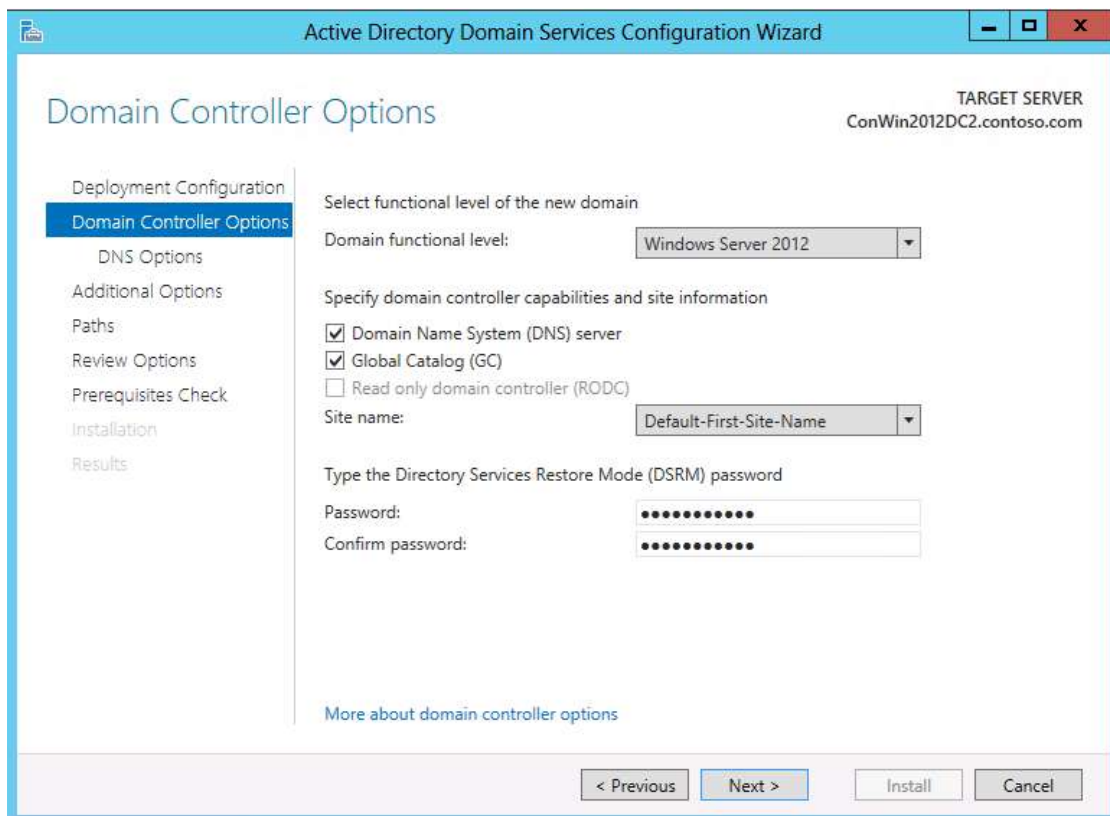 Active Directory Domain Services Configuration Wizard
Domain Controller Options
TARGET SERVER
ConWin2012DC2.contoso.com
Deployment Configuration
Domain Controller Options
DNS Options
Additional Options
Paths
Review Options
Prerequisites Check
Installation
Results
Select functional level of the new domain
Domain functional level: Windows Server 2012
Specify domain controller capabilities and site information
Domain Name System (DNS) server
Global Catalog (GC)
Read only domain controller (RODC)
Site name: Default-First-Site-Name
Type the Directory Services Restore Mode (DSRM) password
Password: •••••••••••
Confirm password: •••••••••••
More about domain controller options
< Previous Next > Install Cancel